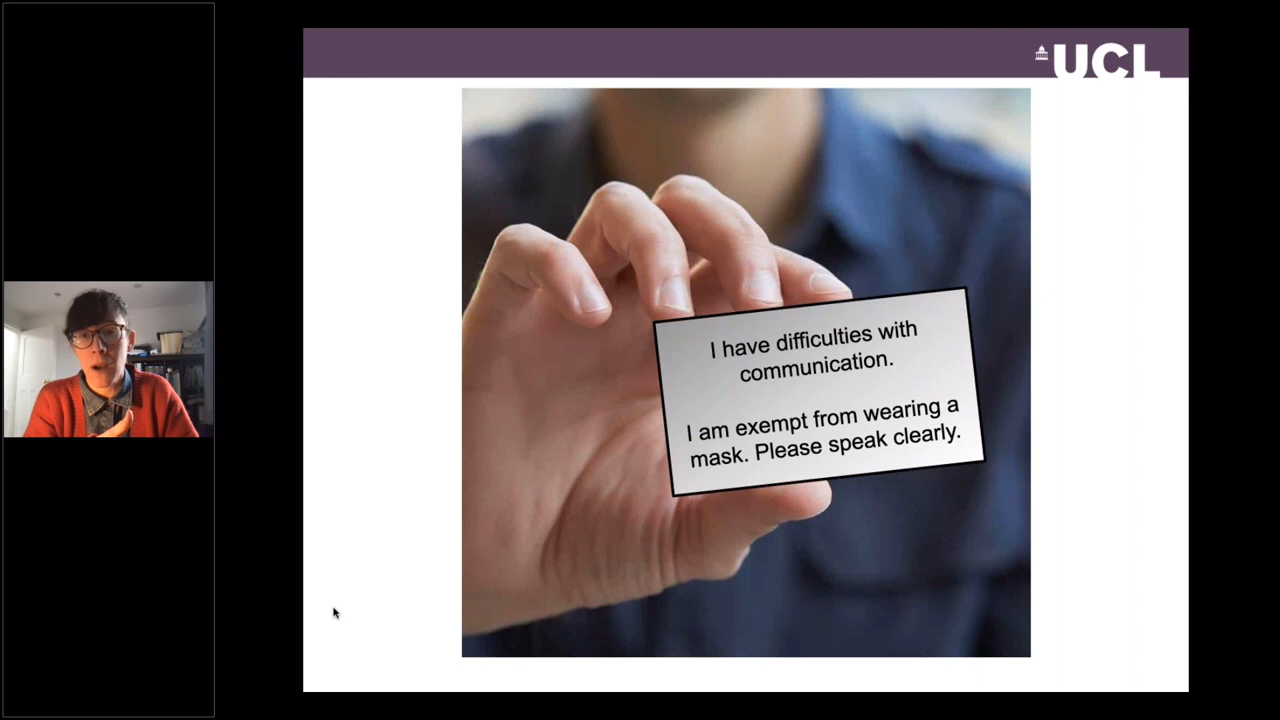 UCL
I have difficulties with
communication.
I am exempt from wearing a
mask. Please speak clearly.